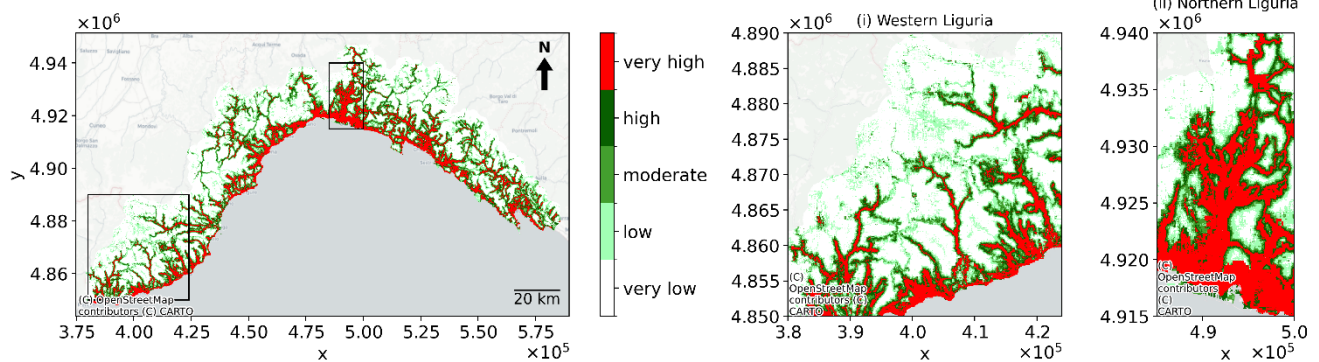 ×10⁶
4.94
4.92
4.90
4.88
4.86
y
N
20 km
(C) OpenStreetMap
contributors (C) CARTO
3.75 4.00 4.25 4.50 4.75 5.00 5.25 5.50 5.75
x
×10⁵
very high
high
moderate
low
very low
(i) Western Liguria
×10⁶
4.890
4.885
4.880
4.875
4.870
4.865
4.860
4.855
4.850
(C)
OpenStreetMap
contributors (C)
CARTO
3.8 3.9 4.0 4.1 4.2
x
×10⁵
(ii) Northern Liguria
×10⁶
4.940
4.935
4.930
4.925
4.920
4.915
(C)
OpenStreetMap
contributors
(C)
CARTO
4.9 5.0
x
×10⁵